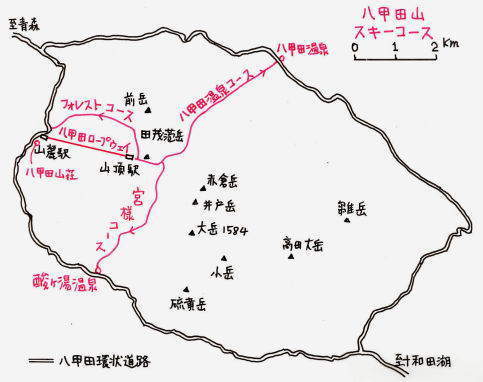 至青森
八甲田山
スキーコース
0 1 2 Km
八甲田温泉
八甲田温泉コース
前岳
フォレストコース
八甲田ロープウェイ
田茂萢岳
山麓駅
山頂駅
八甲田山荘
宮様コース
赤倉岳
井戸岳
大岳1584
雛岳
高田大岳
小岳
硫黄岳
酸ヶ湯温泉
八甲田環状道路
至十和田湖